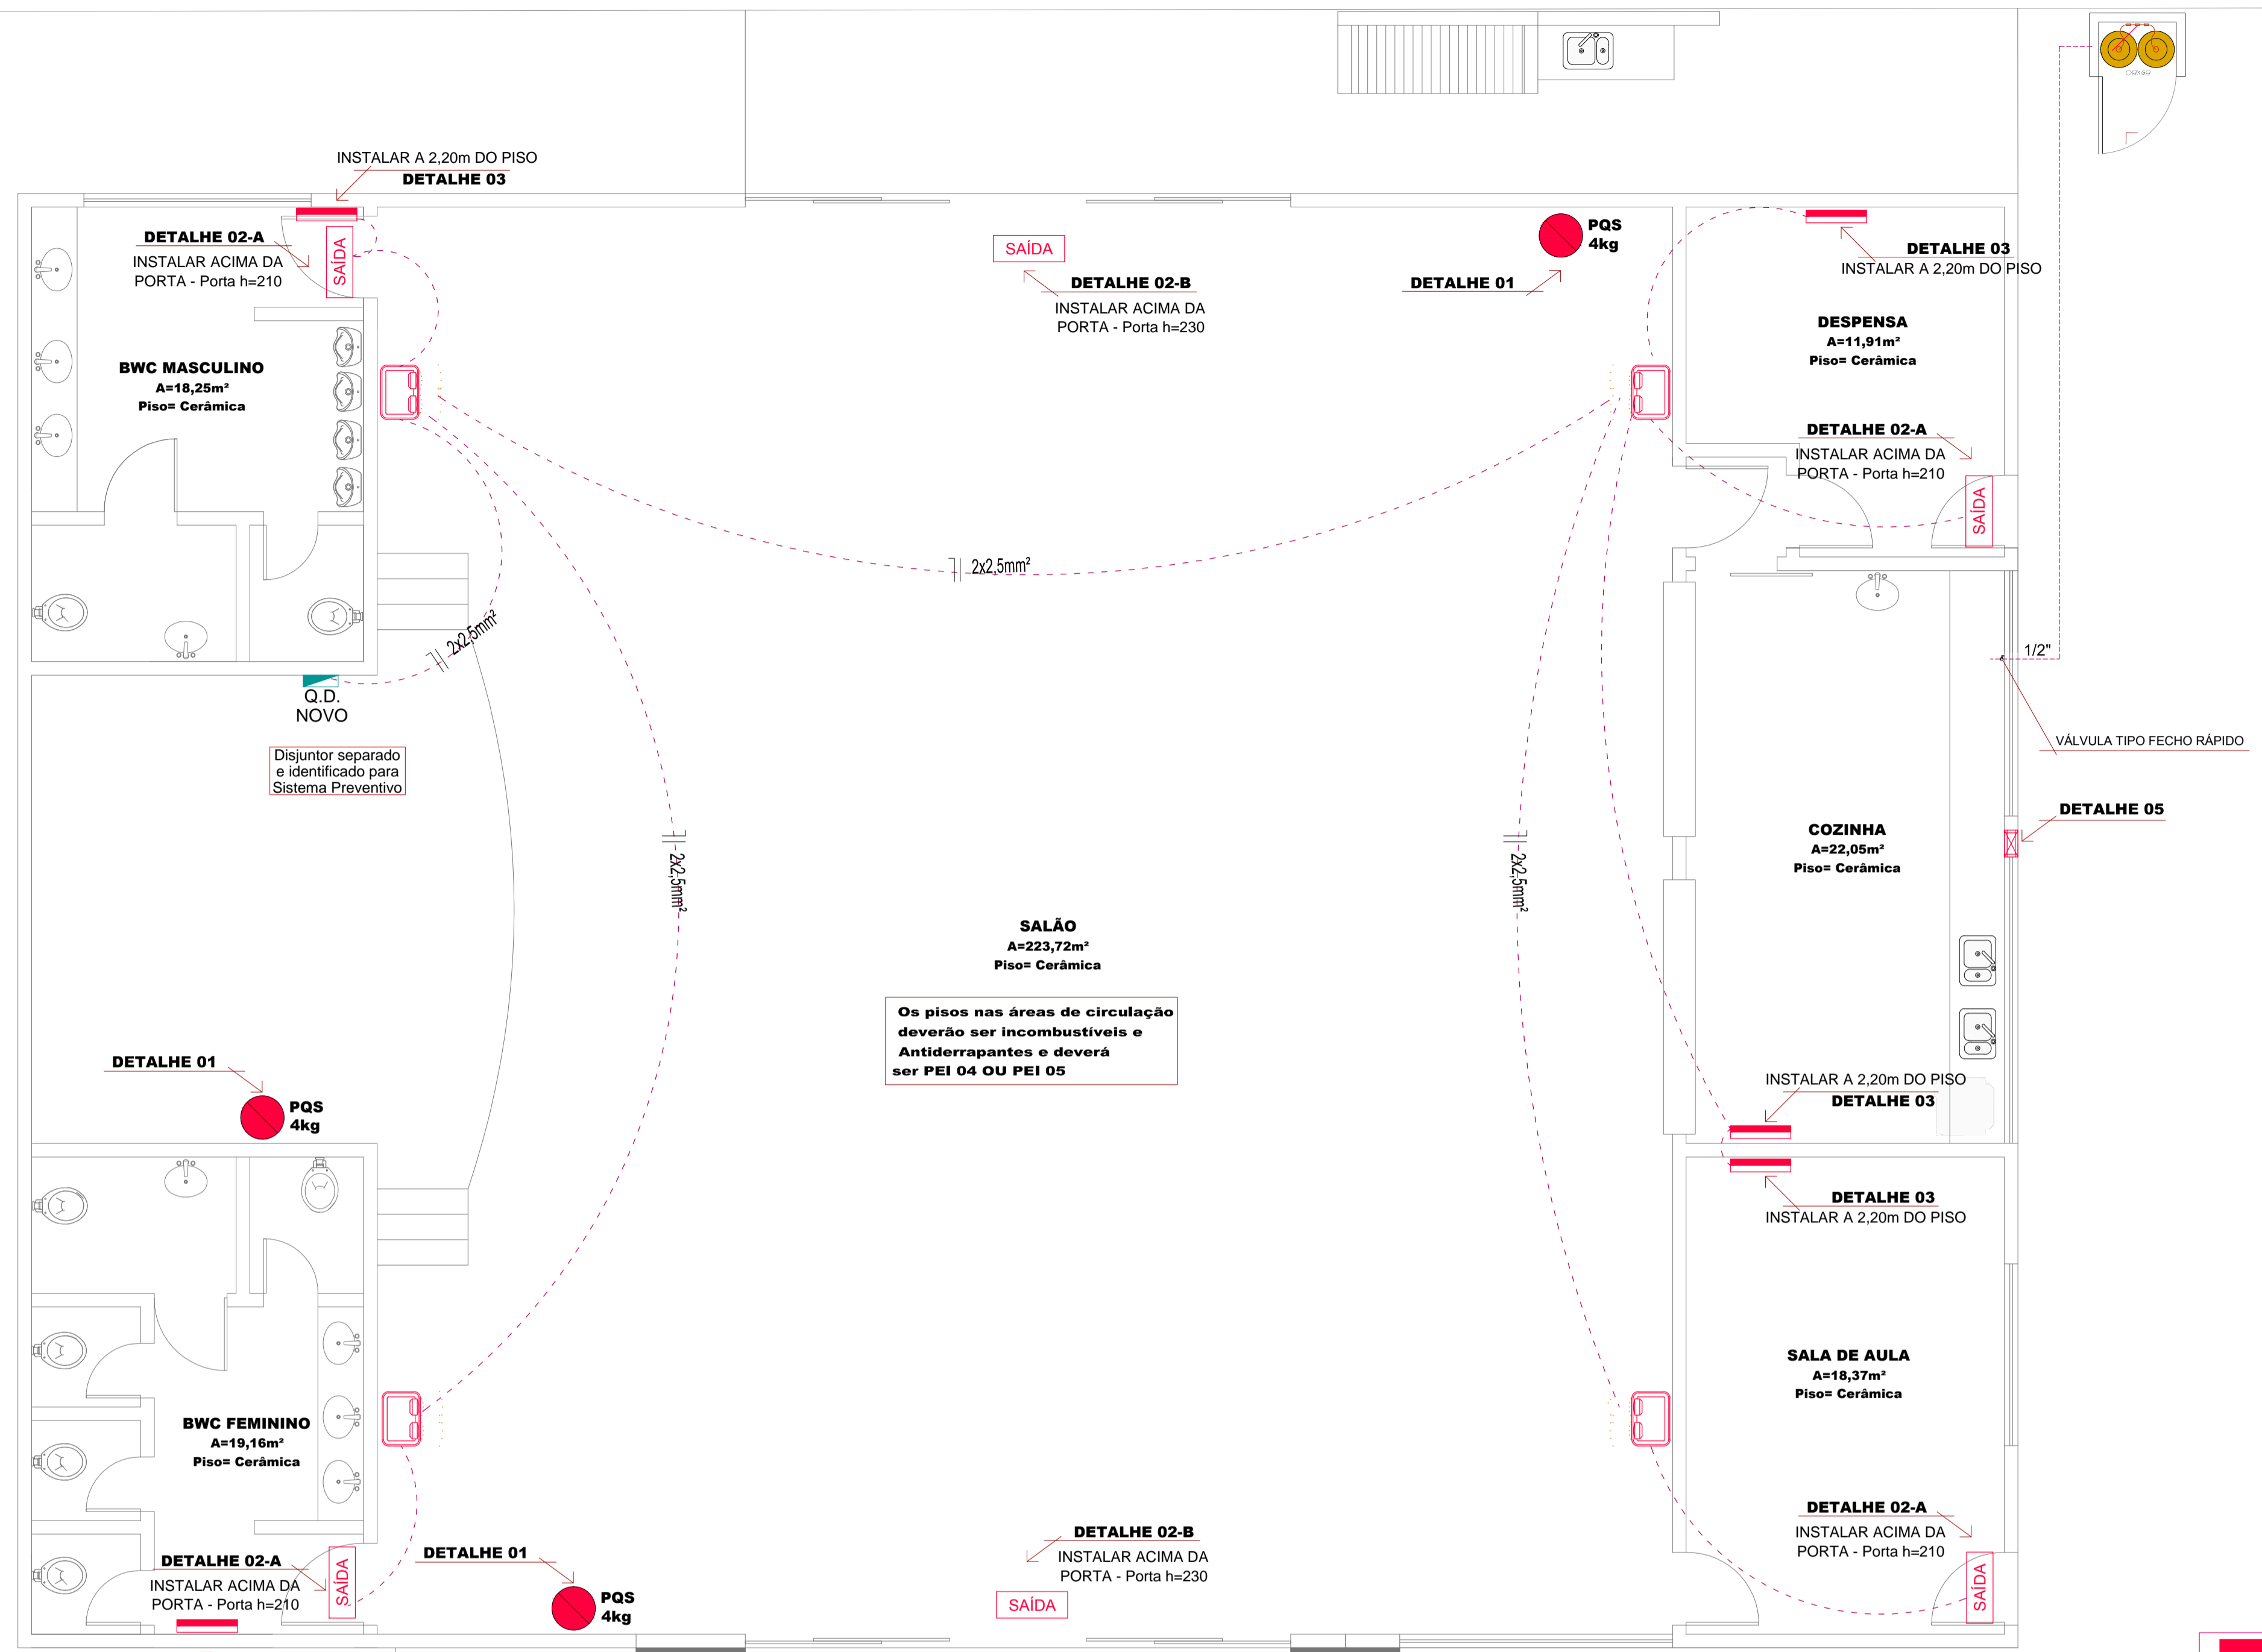 INSTALAR A 2,20m DO PISO
DETALHE 03
DETALHE 02-A
INSTALAR ACIMA DA
PORTA - Porta h=210
SAÍDA
BWC MASCULINO
A=18,25m²
Piso= Cerâmica
SAÍDA
DETALHE 02-B
INSTALAR ACIMA DA
PORTA - Porta h=230
PQS
4kg
DETALHE 01
DETALHE 03
INSTALAR A 2,20m DO PISO
DESPENSA
A=11,91m²
Piso= Cerâmica
DETALHE 02-A
INSTALAR ACIMA DA
PORTA - Porta h=210
SAÍDA
2x2,5mm²
2x2,5mm²
Q.D.
NOVO
Disjuntor separado
e identificado para
Sistema Preventivo
1/2"
VÁLVULA TIPO FECHO RÁPIDO
DETALHE 05
COZINHA
A=22,05m²
Piso= Cerâmica
2x2,5mm²
2x2,5mm²
SALÃO
A=223,72m²
Piso= Cerâmica
Os pisos nas áreas de circulação
deverão ser incombustíveis e
Antiderrapantes e deverá
ser PEI 04 OU PEI 05
DETALHE 01
PQS
4kg
INSTALAR A 2,20m DO PISO
DETALHE 03
DETALHE 03
INSTALAR A 2,20m DO PISO
SALA DE AULA
A=18,37m²
Piso= Cerâmica
BWC FEMININO
A=19,16m²
Piso= Cerâmica
DETALHE 02-A
INSTALAR ACIMA DA
PORTA - Porta h=210
SAÍDA
DETALHE 01
PQS
4kg
DETALHE 02-B
INSTALAR ACIMA DA
PORTA - Porta h=230
SAÍDA
DETALHE 02-A
INSTALAR ACIMA DA
PORTA - Porta h=210
SAÍDA